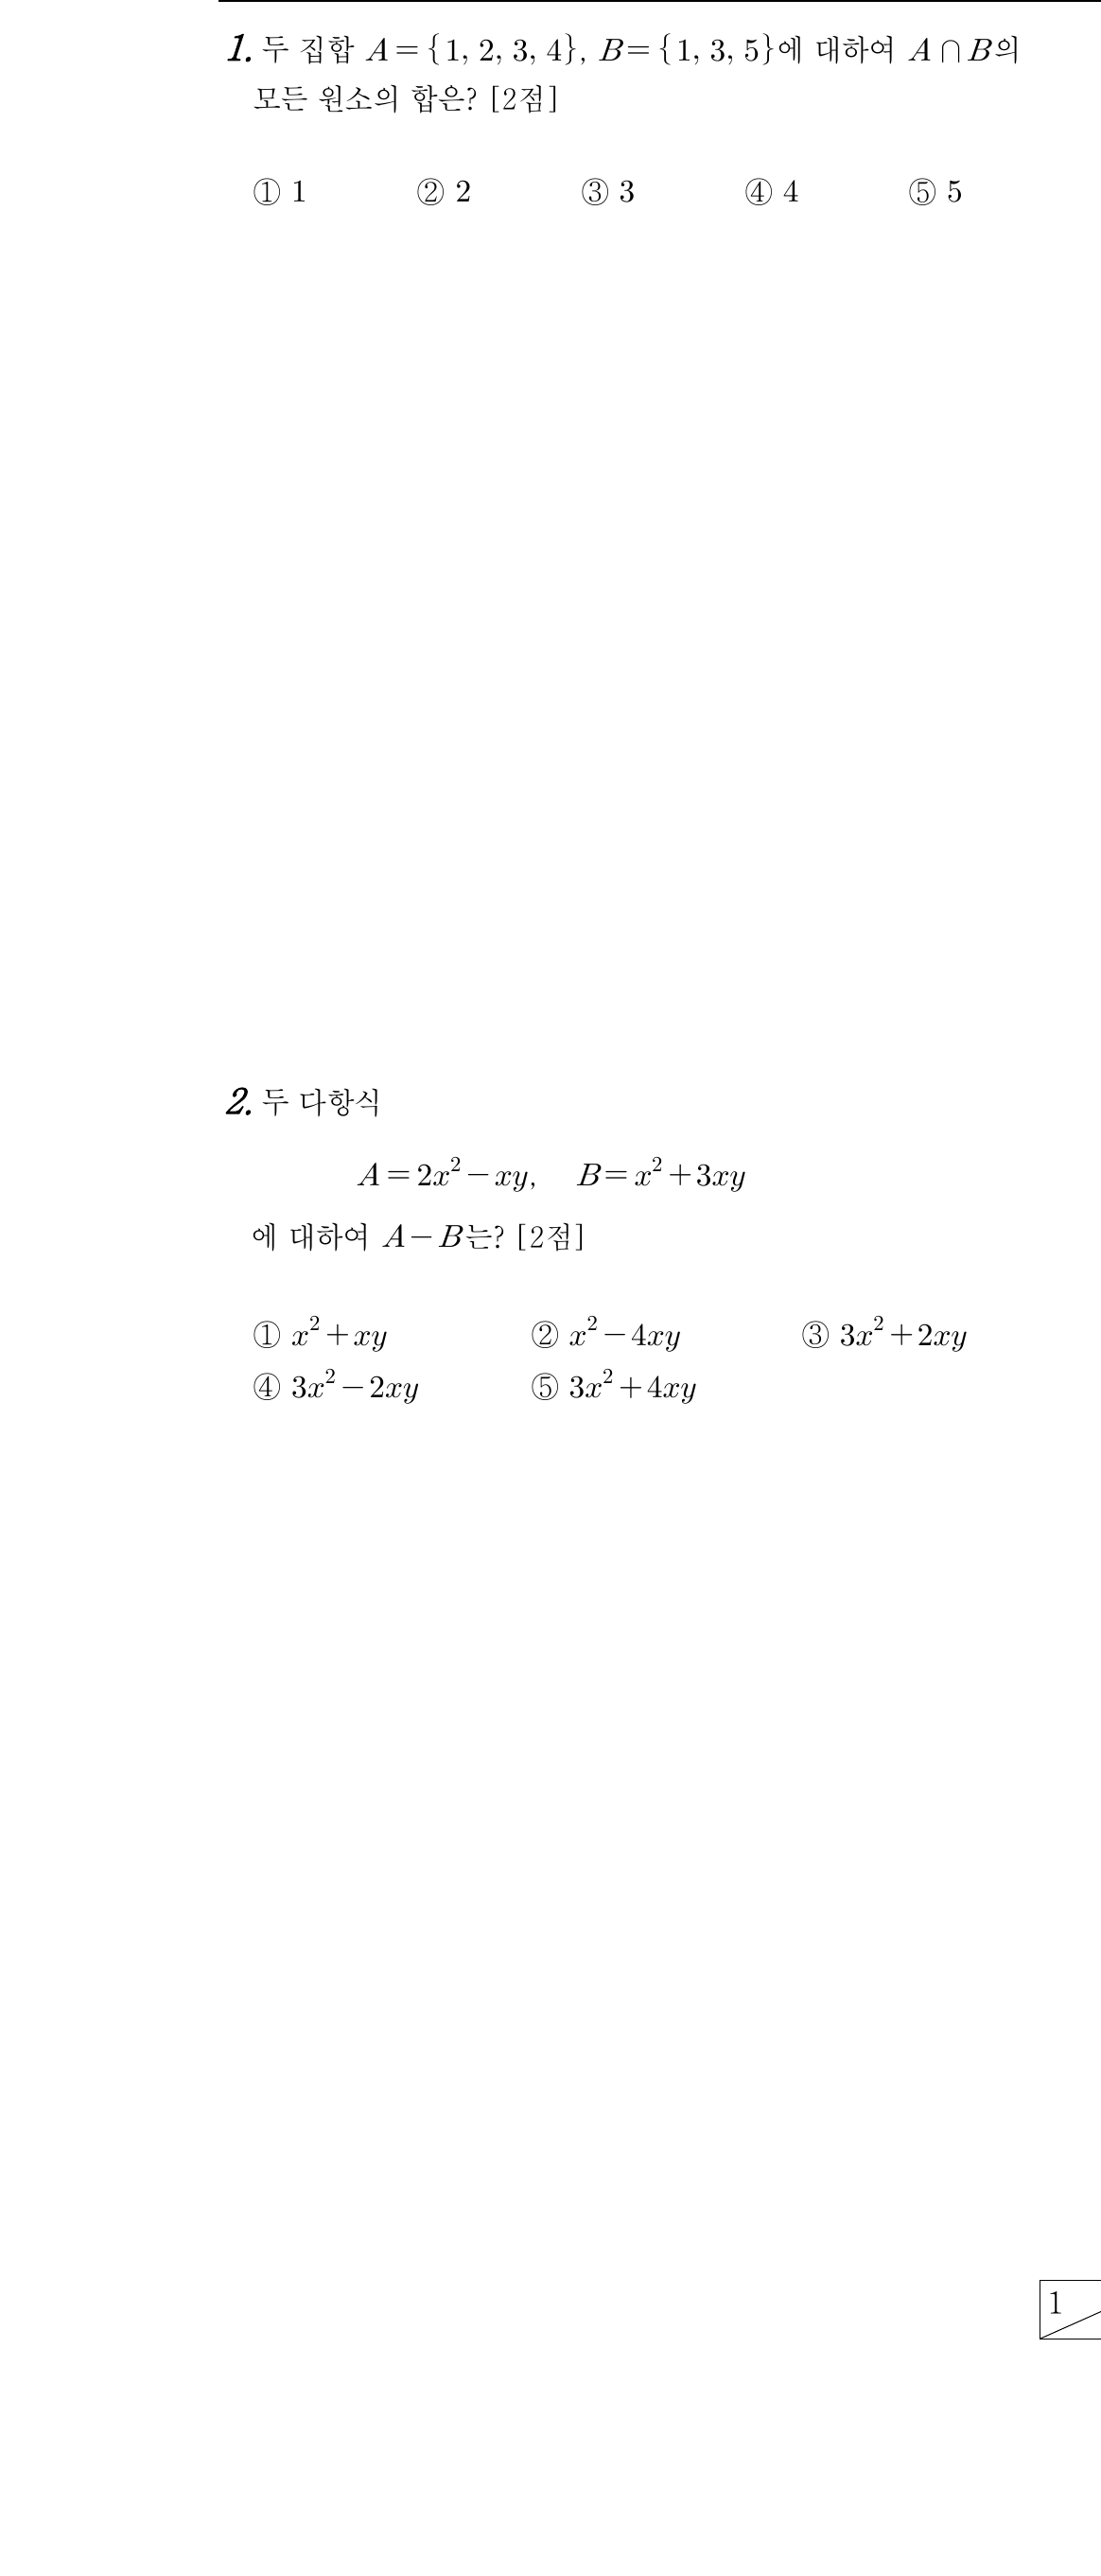 1. 두 집합 A={1, 2, 3, 4}, B={1, 3, 5}에 대하여 A∩B의
모든 원소의 합은? [2점]
① 1 ② 2 ③ 3 ④ 4 ⑤ 5
2. 두 다항식
A=2x²−xy, B=x²+3xy
에 대하여 A−B는? [2점]
① x²+xy ② x²−4xy ③ 3x²+2xy
④ 3x²−2xy ⑤ 3x²+4xy
1